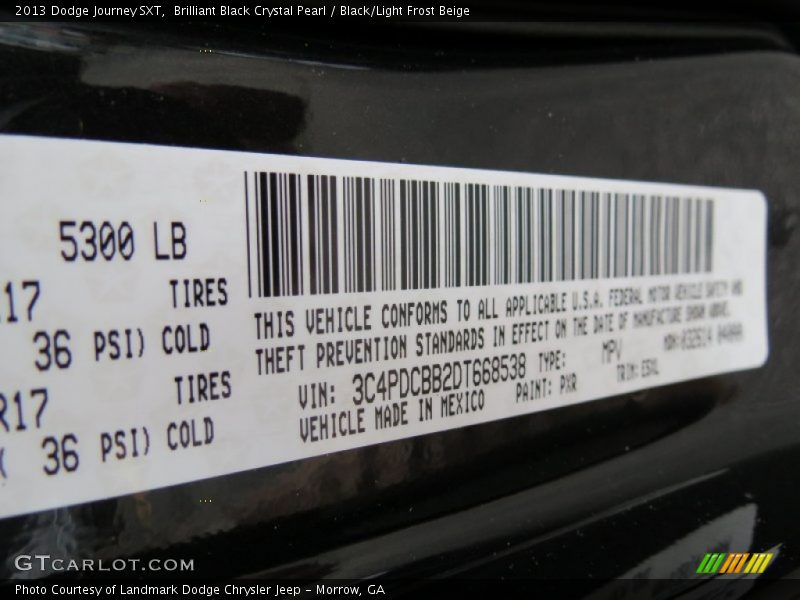 2013 Dodge Journey SXT, Brilliant Black Crystal Pearl / Black/Light Frost Beige
5300 LB
17 TIRES
36 PSI) COLD
R17 TIRES
( 36 PSI) COLD
THIS VEHICLE CONFORMS TO ALL APPLICABLE U.S.A. FEDERAL MOTOR VEHICLE SAFETY AND
THEFT PREVENTION STANDARDS IN EFFECT ON THE DATE OF MANUFACTURE SHOWN ABOVE.
VIN: 3C4PDCBB2DT668538 TYPE: MPV MDH:
VEHICLE MADE IN MEXICO PAINT: PXR TRIM:
GTCARLOT.COM
Photo Courtesy of Landmark Dodge Chrysler Jeep - Morrow, GA